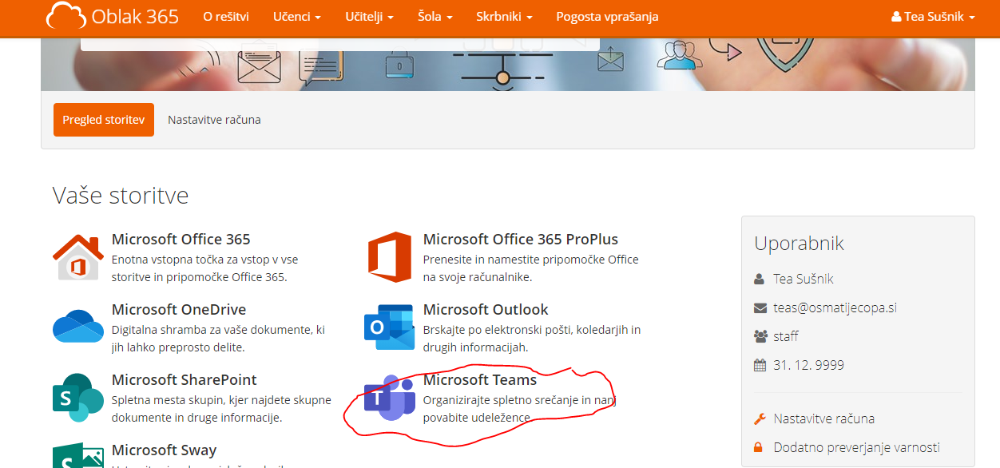 Oblak 365 O rešitvi Učenci Učitelji Šola Skrbniki Pogosta vprašanja Tea Sušnik
Pregled storitev Nastavitve računa
Vaše storitve
Microsoft Office 365
Enotna vstopna točka za vstop v vse
storitve in pripomočke Office 365.
Microsoft Office 365 ProPlus
Prenesite in namestite pripomočke Office
na svoje računalnike.
Microsoft OneDrive
Digitalna shramba za vaše dokumente, ki
jih lahko preprosto delite.
Microsoft Outlook
Brskajte po elektronski pošti, koledarjih in
drugih informacijah.
Microsoft SharePoint
Spletna mesta skupin, kjer najdete skupne
dokumente in druge informacije.
Microsoft Teams
Organizirajte spletno srečanje in nanj
povabite udeležence
Microsoft Sway
Uporabnik
Tea Sušnik
teas@osmatijecopa.si
staff
31. 12. 9999
Nastavitve računa
Dodatno preverjanje varnosti